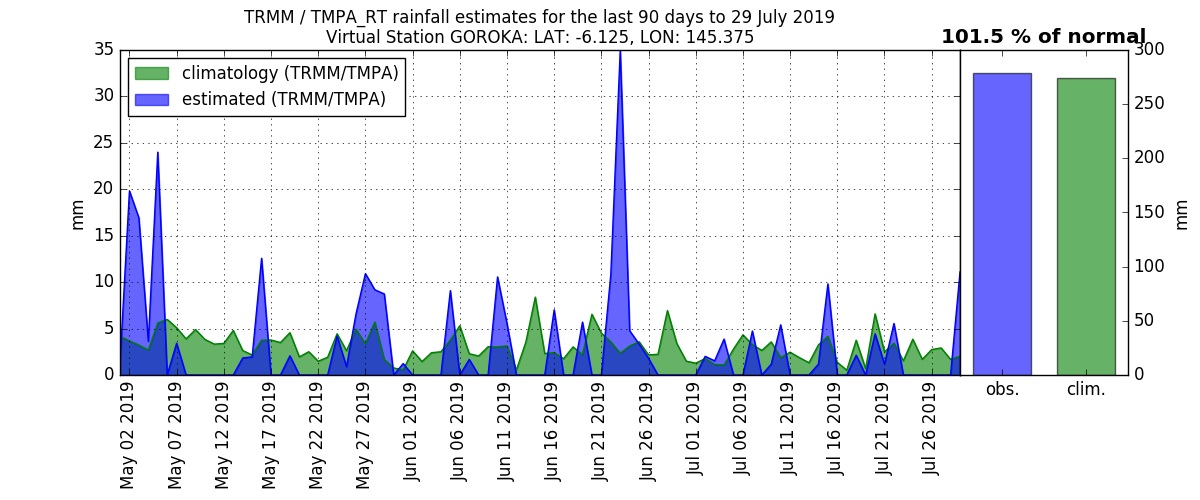 TRMM / TMPA_RT rainfall estimates for the last 90 days to 29 July 2019
Virtual Station GOROKA: LAT: -6.125, LON: 145.375
101.5 % of normal
climatology (TRMM/TMPA)
estimated (TRMM/TMPA)
mm
35
30
25
20
15
10
5
0
May 02 2019
May 07 2019
May 12 2019
May 17 2019
May 22 2019
May 27 2019
Jun 01 2019
Jun 06 2019
Jun 11 2019
Jun 16 2019
Jun 21 2019
Jun 26 2019
Jul 01 2019
Jul 06 2019
Jul 11 2019
Jul 16 2019
Jul 21 2019
Jul 26 2019
obs.
clim.
300
250
200
150
100
50
0
mm